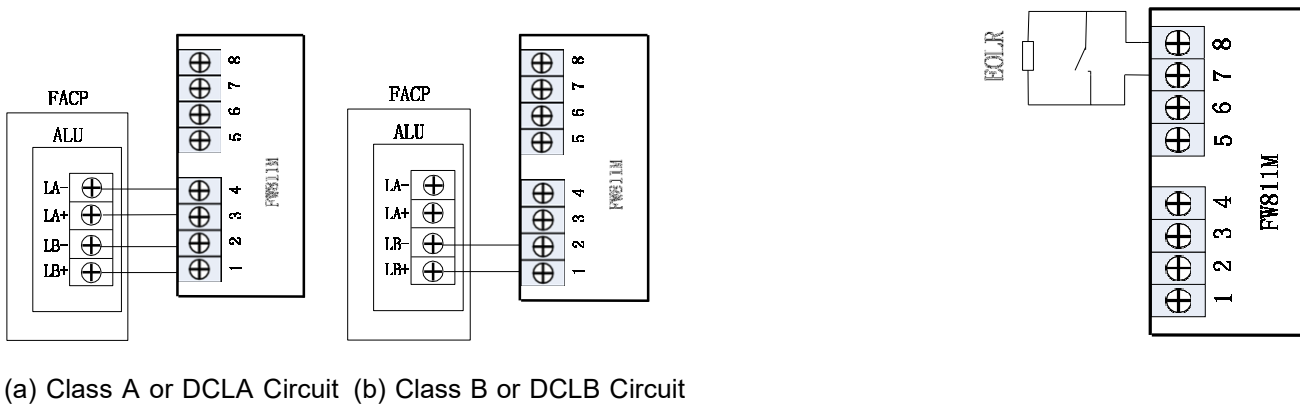 FACP
ALU
LA-
LA+
LB-
LB+
8
7
6
5
4
3
2
1
FW811M
FACP
ALU
LA-
LA+
LB-
LB+
8
7
6
5
4
3
2
1
FW811M
EOLR
8
7
6
5
4
3
2
1
FW811M
(a) Class A or DCLA Circuit (b) Class B or DCLB Circuit